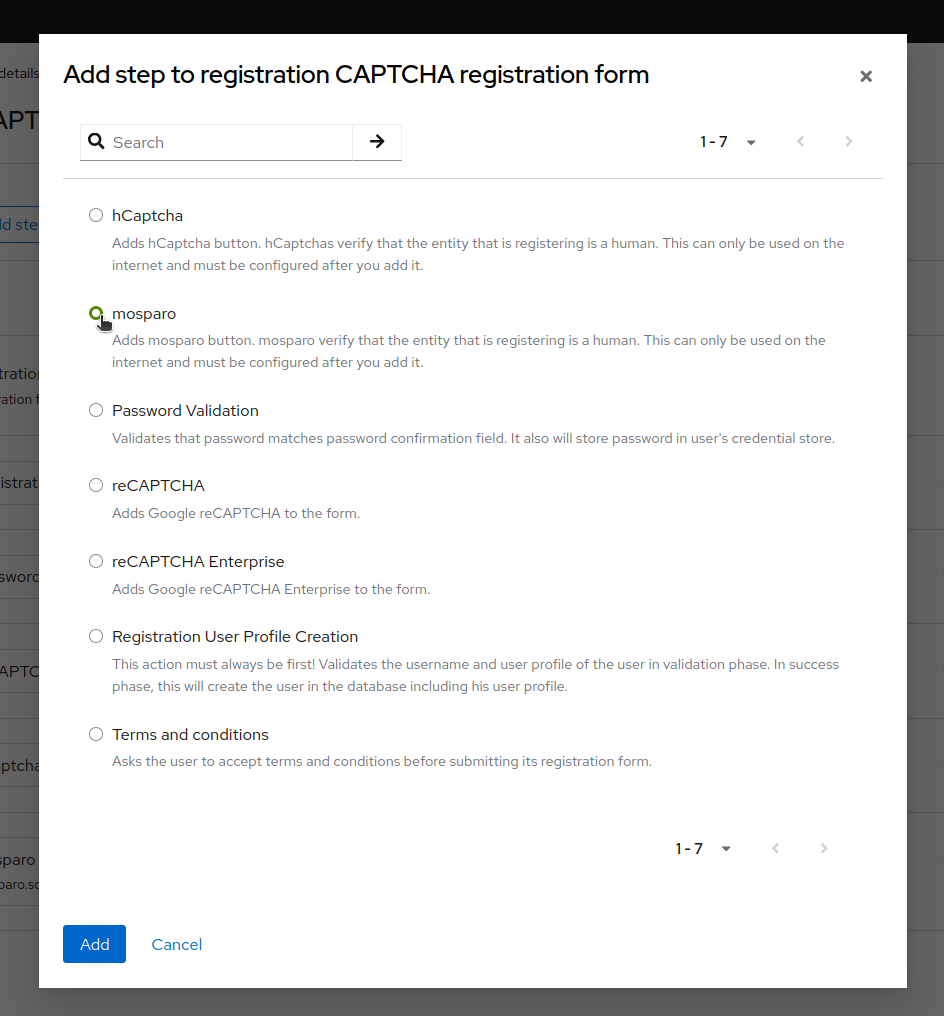 Add step to registration CAPTCHA registration form
details
APT
Search
1 - 7
dd ste
hCaptcha
Adds hCaptcha button. hCaptchas verify that the entity that is registering is a human. This can only be used on the
internet and must be configured after you add it.
mosparo
Adds mosparo button. mosparo verify that the entity that is registering is a human. This can only be used on the
internet and must be configured after you add it.
tration
ration f
Password Validation
Validates that password matches password confirmation field. It also will store password in user's credential store.
istrat
reCAPTCHA
Adds Google reCAPTCHA to the form.
reCAPTCHA Enterprise
sword
Adds Google reCAPTCHA Enterprise to the form.
Registration User Profile Creation
This action must always be first! Validates the username and user profile of the user in validation phase. In success
APTC
phase, this will create the user in the database including his user profile.
Terms and conditions
Asks the user to accept terms and conditions before submitting its registration form.
aptcha
1 - 7
sparo
paro.sc
Add
Cancel